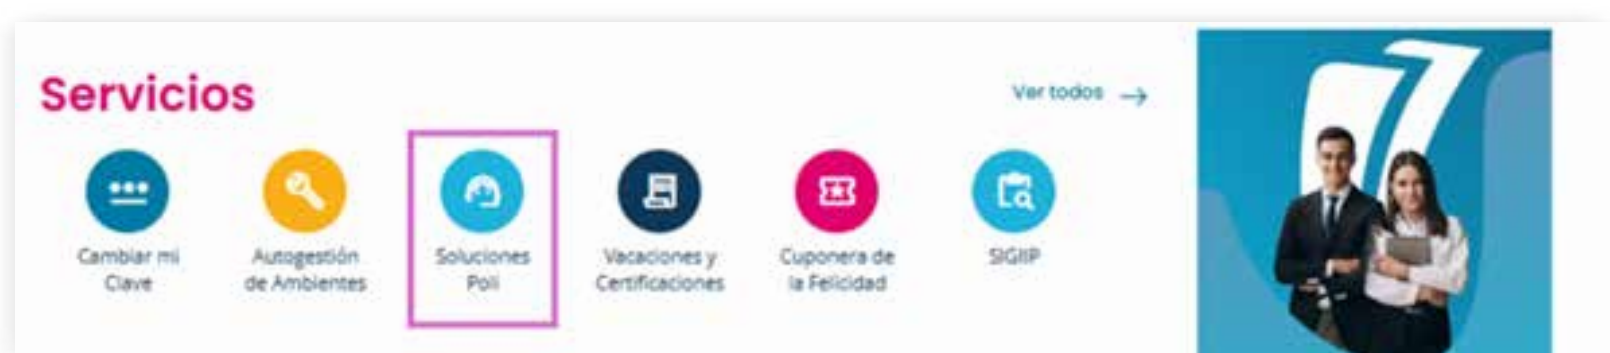 Servicios
Ver todos
Cambiar mi
Clave
Autogestión
de Ambientes
Soluciones
Poli
Vacaciones y
Certificaciones
Cuponera de
la Felicidad
SIGIIP